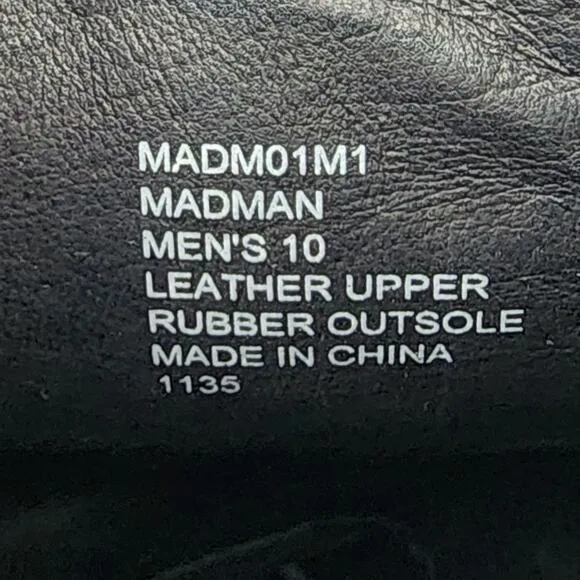 MADM01M1
MADMAN
MEN'S 10
LEATHER UPPER
RUBBER OUTSOLE
MADE IN CHINA
1135